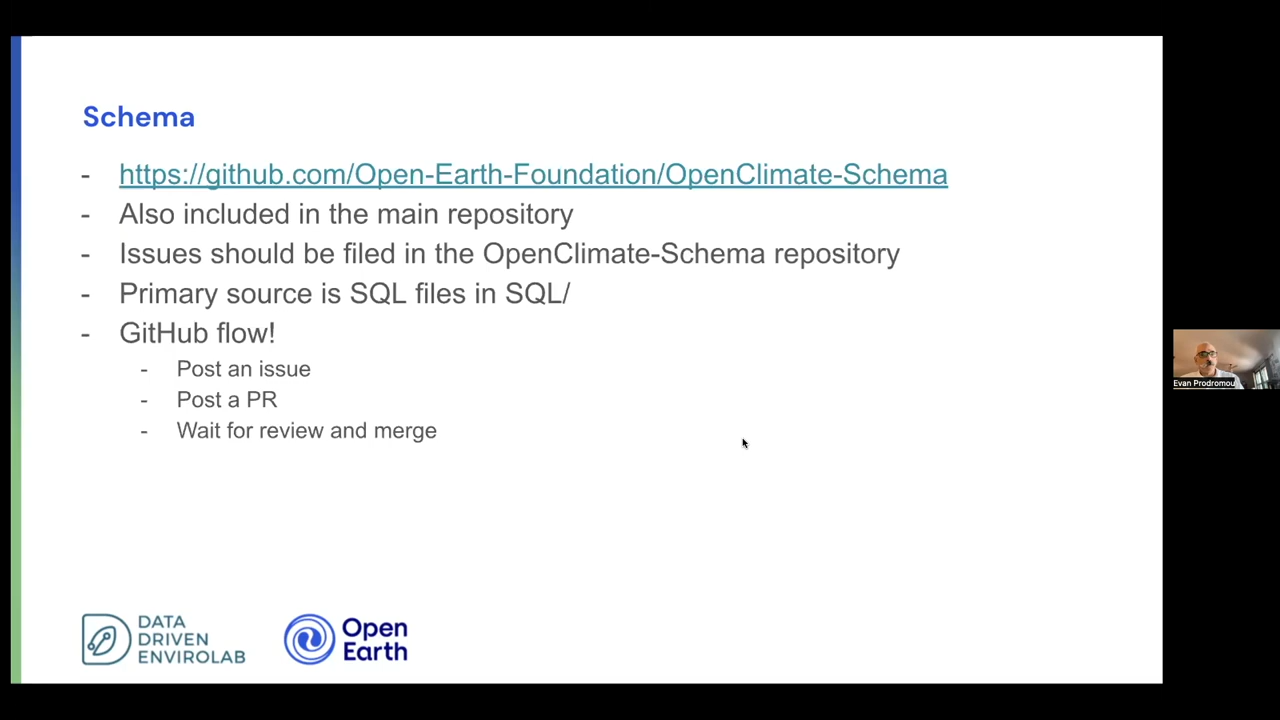 Schema
- https://github.com/Open-Earth-Foundation/OpenClimate-Schema
- Also included in the main repository
- Issues should be filed in the OpenClimate-Schema repository
- Primary source is SQL files in SQL/
- GitHub flow!
- Post an issue
- Post a PR
- Wait for review and merge
Evan Prodromou
DATA
DRIVEN
ENVIROLAB
Open
Earth